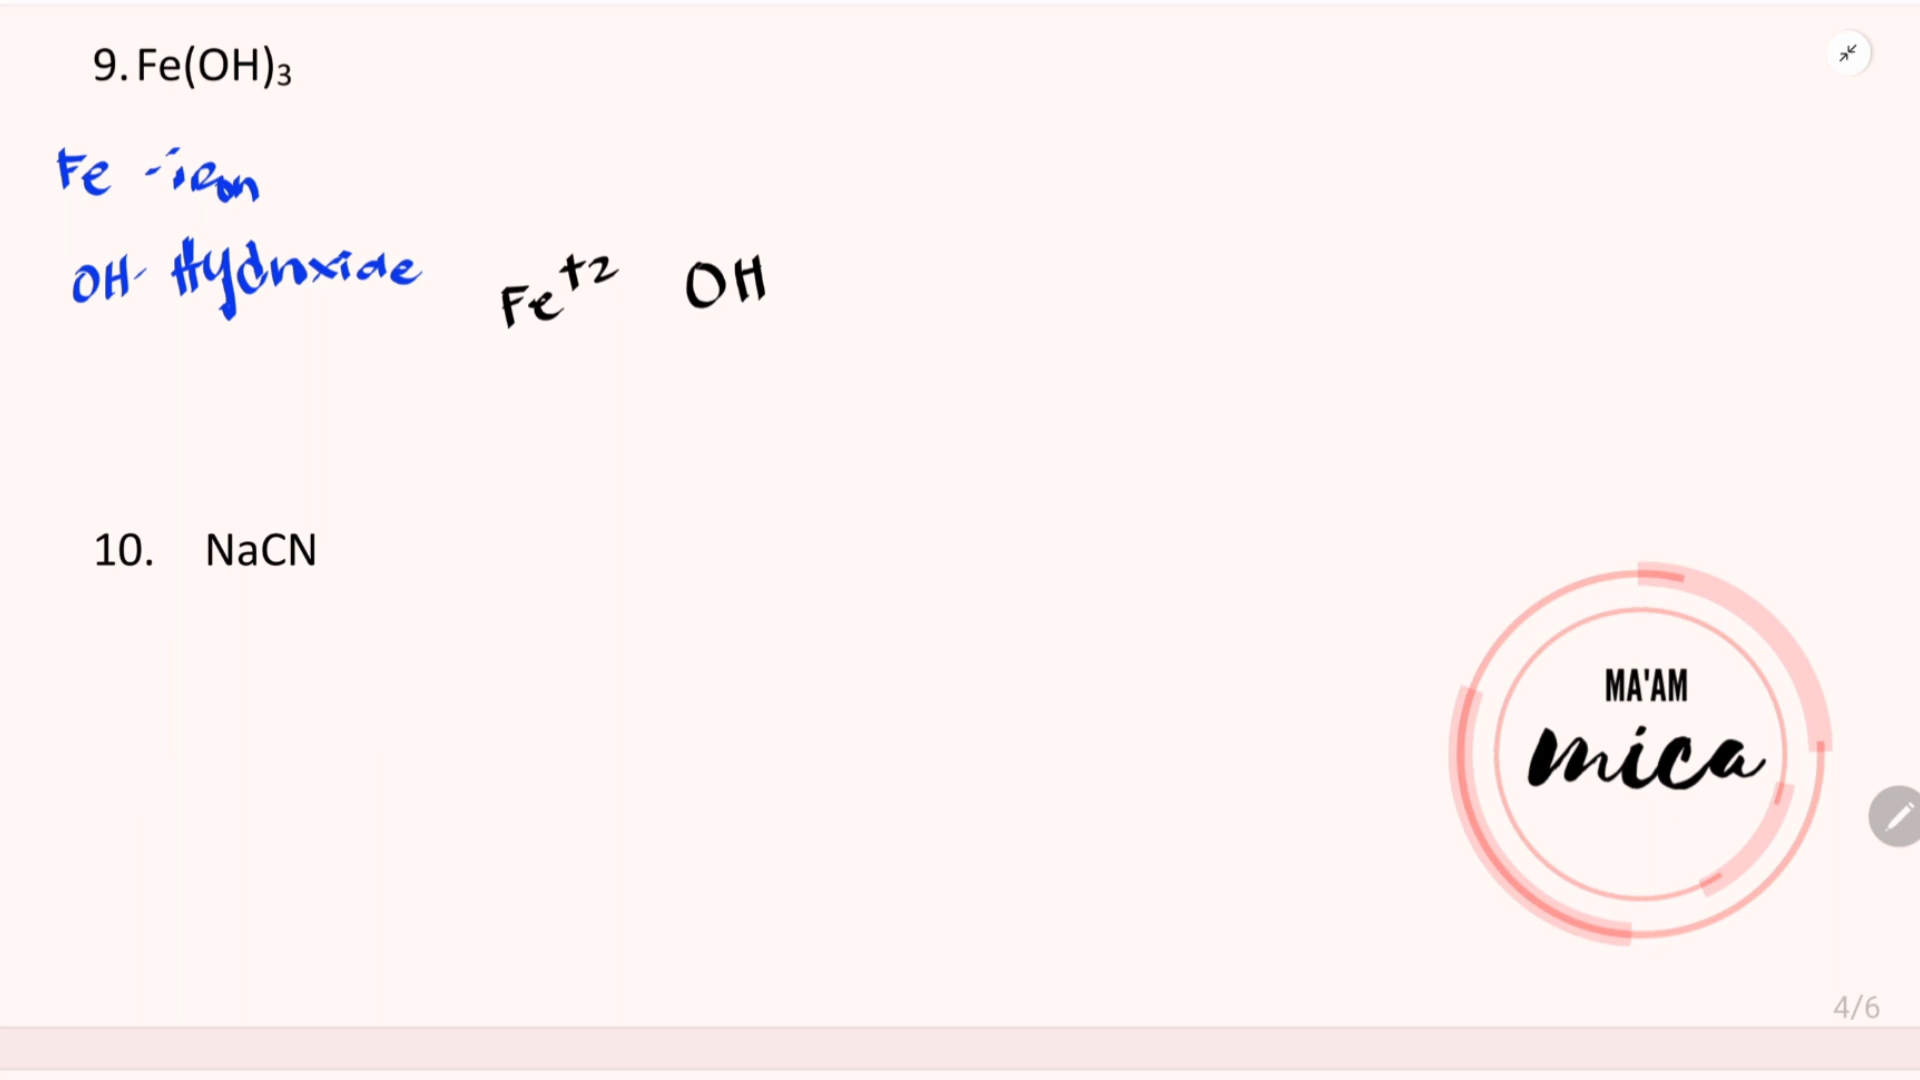 9. Fe(OH)₃
Fe - iron
OH - Hydroxide
Fe⁺² OH
10. NaCN
MA'AM
mica
4/6